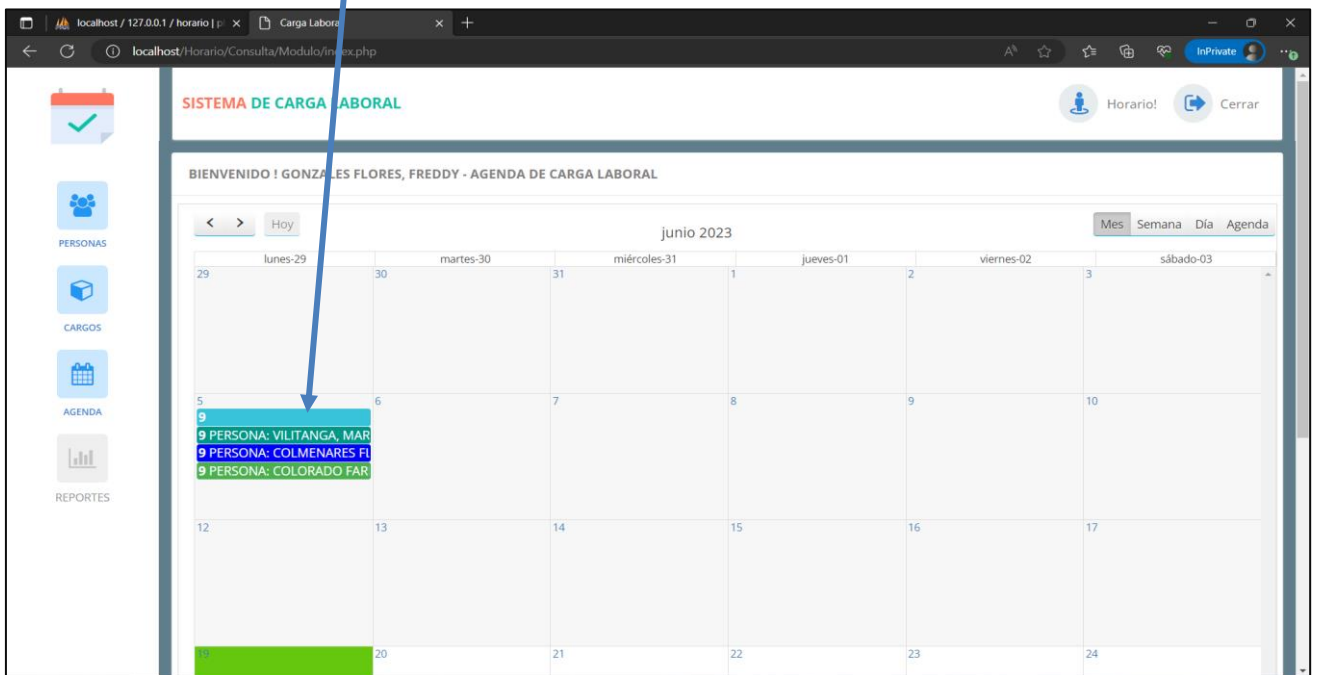 localhost / 127.0.0.1 / horario | p
Carga Laboral
localhost/Horario/Consulta/Modulo/index.php
InPrivate
SISTEMA DE CARGA LABORAL
Horario!
Cerrar
PERSONAS
CARGOS
AGENDA
REPORTES
BIENVENIDO ! GONZALES FLORES, FREDDY - AGENDA DE CARGA LABORAL
Hoy
junio 2023
Mes Semana Día Agenda
lunes-29 martes-30 miércoles-31 jueves-01 viernes-02 sábado-03
29 30 31 1 2 3
5 6 7 8 9 10
9
9 PERSONA: VILITANGA, MAR
9 PERSONA: COLMENARES FL
9 PERSONA: COLORADO FAR
12 13 14 15 16 17
19 20 21 22 23 24